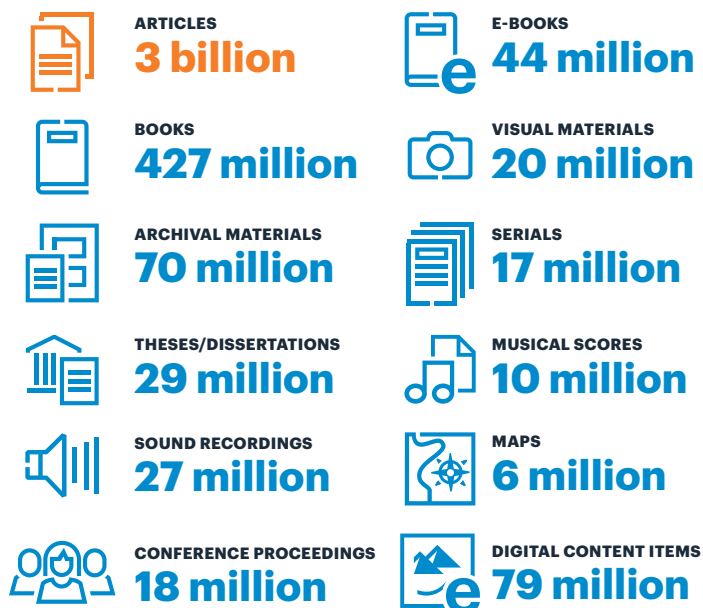 ARTICLES
3 billion
E-BOOKS
e
44 million
BOOKS
427 million
VISUAL MATERIALS
20 million
ARCHIVAL MATERIALS
70 million
SERIALS
17 million
THESES/DISSERTATIONS
29 million
MUSICAL SCORES
10 million
SOUND RECORDINGS
27 million
MAPS
6 million
CONFERENCE PROCEEDINGS
18 million
DIGITAL CONTENT ITEMS
e
79 million